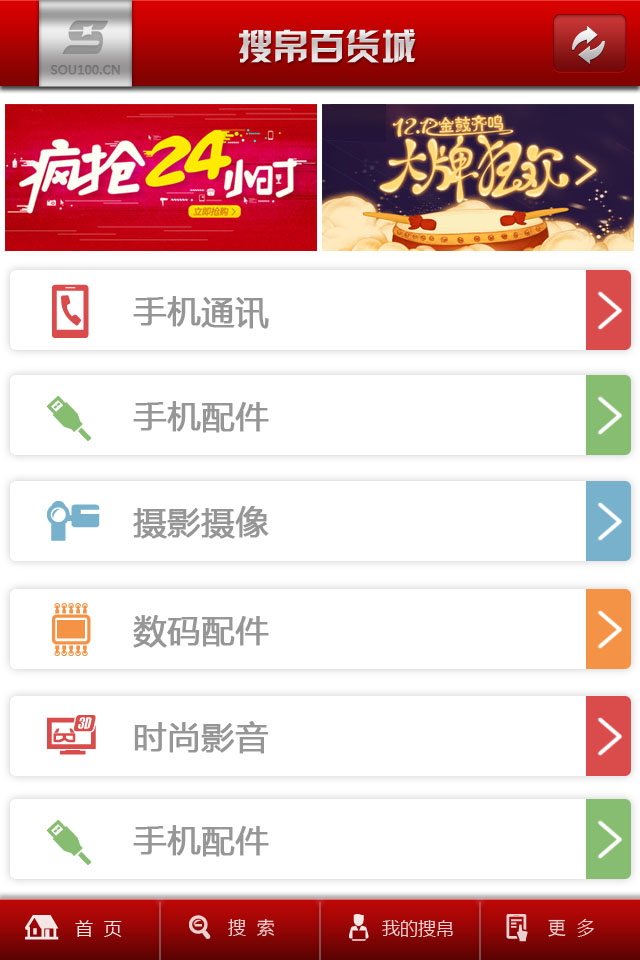 SOU100.CN
搜帛百货城
疯抢24小时
立即抢购 >
12.12金鼓齐鸣
大牌狂欢
手机通讯
手机配件
摄影摄像
数码配件
3D
时尚影音
手机配件
首 页
搜 索
我的搜帛
更 多